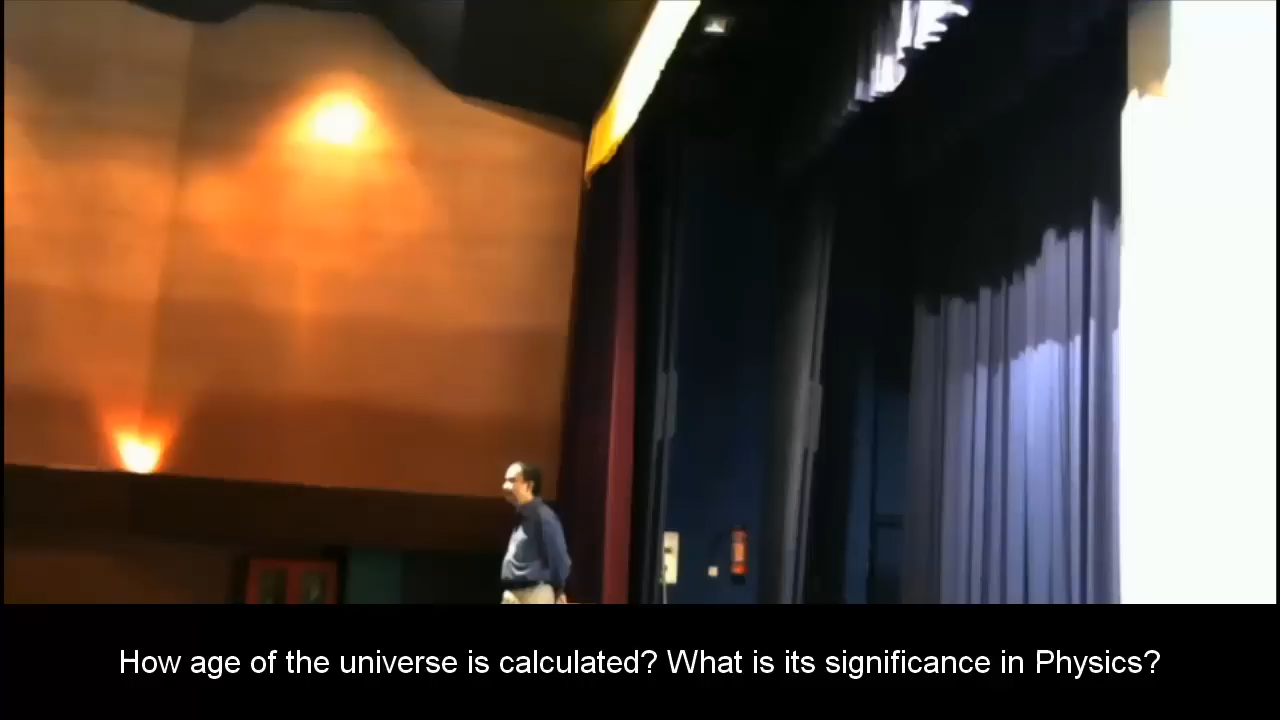 How age of the universe is calculated? What is its significance in Physics?